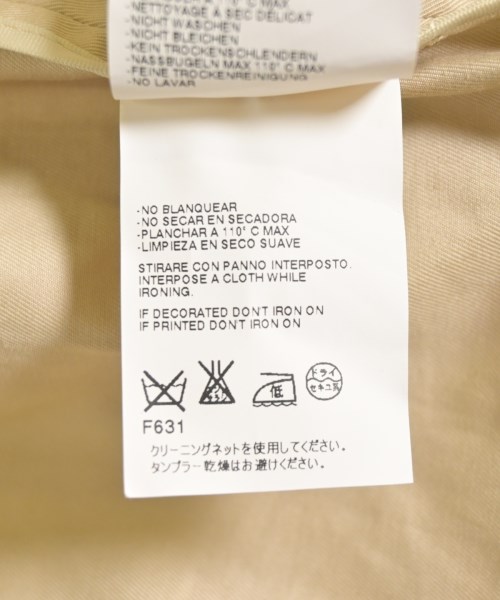 MAX
-NETTOYAGE A SEC DELICAT
-NICHT WASCHEN
-NICHT BLEICHEN
-KEIN TROCKENSCHLENDERN
-NASSBUGELN MAX 110° C MAX
-FEINE TROCKENREINIGUNG
-NO LAVAR
-NO BLANQUEAR
-NO SECAR EN SECADORA
-PLANCHAR A 110° C MAX
-LIMPIEZA EN SECO SUAVE
STIRARE CON PANNO INTERPOSTO.
INTERPOSE A CLOTH WHILE
IRONING.
IF DECORATED DON'T IRON ON
IF PRINTED DON'T IRON ON
低
ドライ
セキユ系
F631
クリーニングネットを使用してください。
タンブラー乾燥はお避けください。